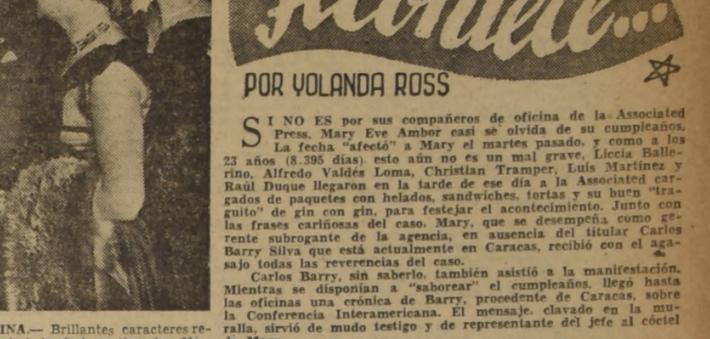 Acontece...
POR YOLANDA ROSS
SI NO ES por sus compañeros de oficina de la Associated
Press, Mary Eve Ambor casi se olvida de su cumpleaños.
La fecha "afectó" a Mary el martes pasado, y como a los
23 años (8.395 días) esto aún no es un mal grave, Liccia Balle-
rino, Alfredo Valdés Loma, Christian Tramper, Luis Martínez y
Raúl Duque llegaron en la tarde de ese día a la Associated car-
gados de paquetes con helados, sandwiches, tortas y su buen "tra-
guito" de gin con gin, para festejar el acontecimiento. Junto con
las frases cariñosas del caso, Mary, que se desempeña como ge-
rente subrogante de la agencia, en ausencia del titular Carlos
Barry Silva que está actualmente en Caracas, recibió con el aga-
sajo todas las reverencias del caso.
Carlos Barry, sin saberlo, también asistió a la manifestación.
Mientras se disponían a "saborear" el cumpleaños, llegó hasta
las oficinas una crónica de Barry, procedente de Caracas, sobre
la Conferencia Interamericana. El mensaje, clavado en la mu-
ralla, sirvió de mudo testigo y de representante del jefe al cóctel
INA.— Brillantes caracteres re-